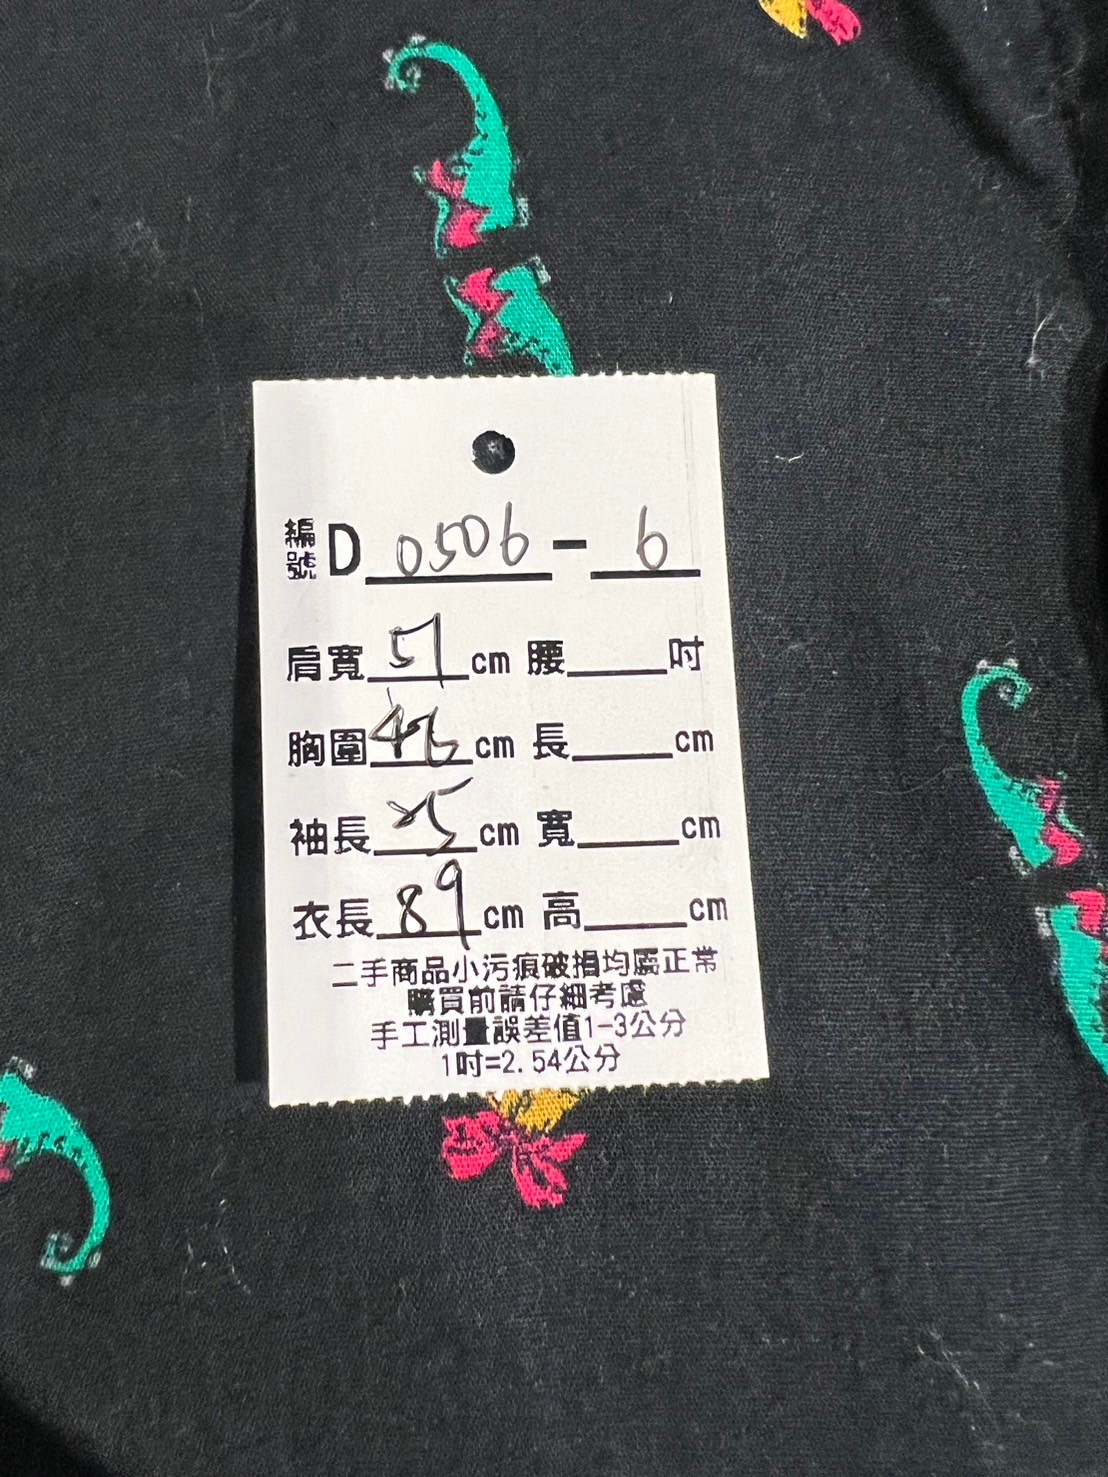 編號 D 0506 - 6
肩寬 51 cm 腰 吋
胸圍 46 cm 長 cm
袖長 25 cm 寬 cm
衣長 89 cm 高 cm
二手商品小污痕破損均屬正常
購買前請仔細考慮
手工測量誤差值1-3公分
1吋=2.54公分